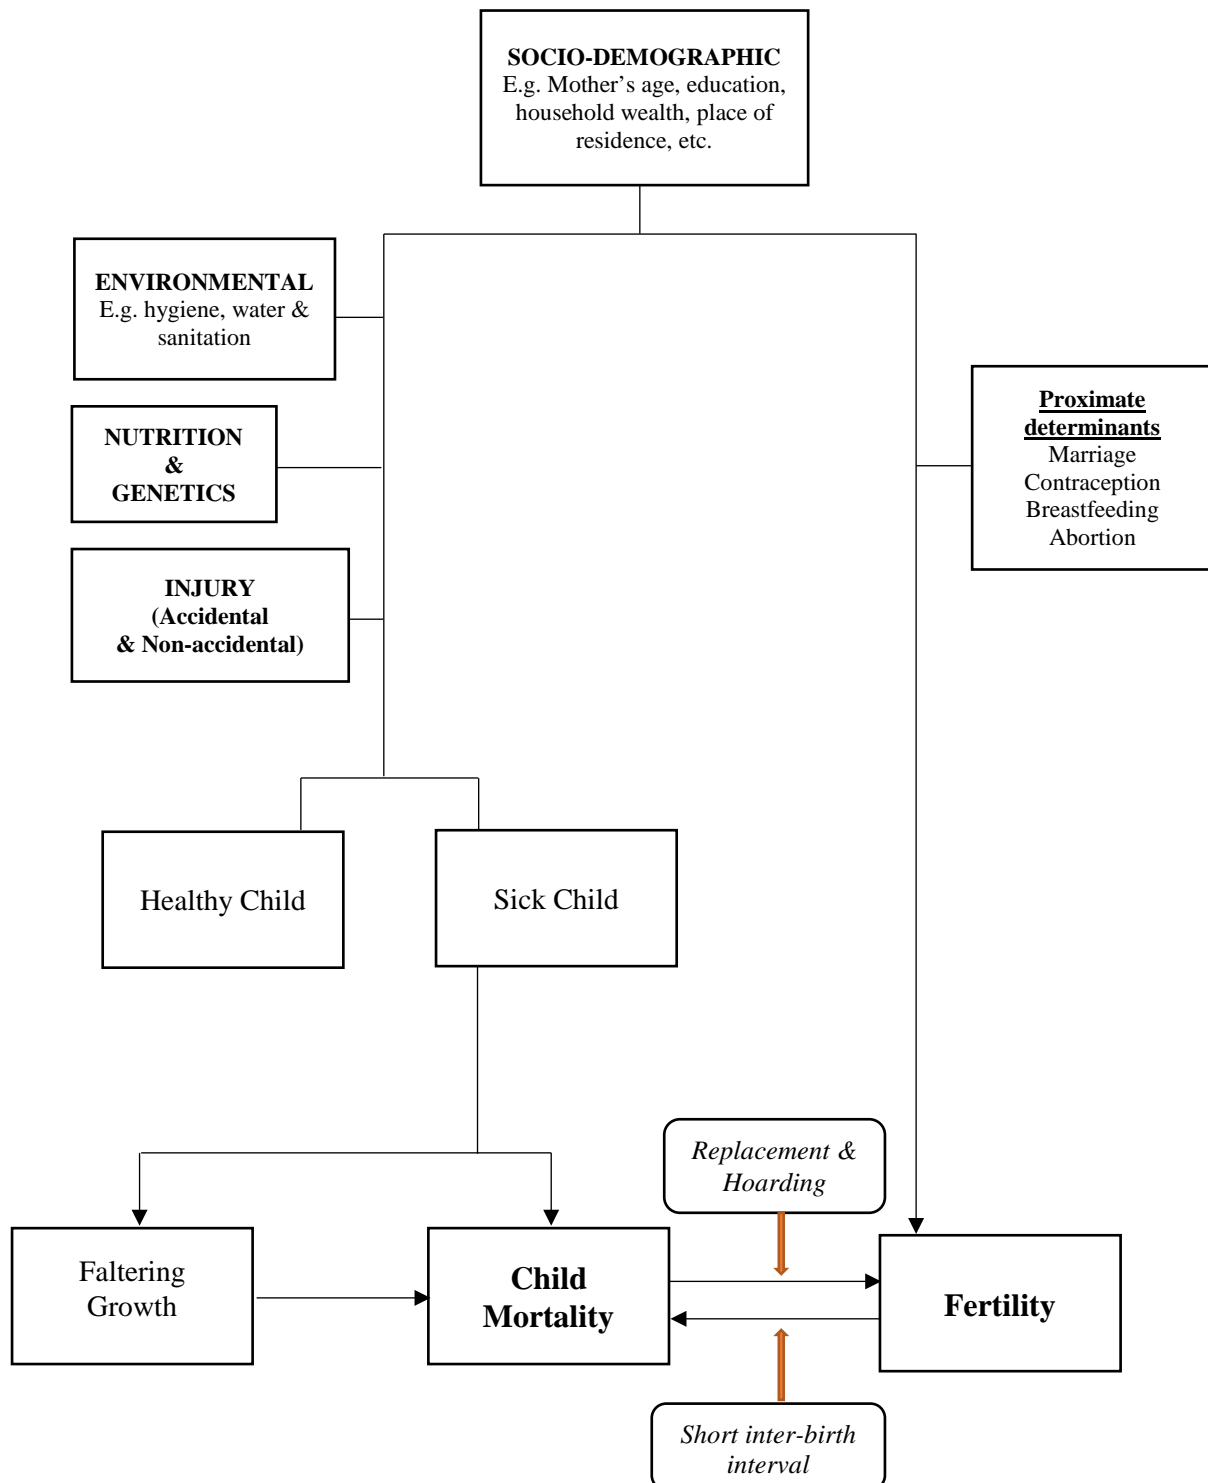 SOCIO-DEMOGRAPHIC
E.g. Mother’s age, education,
household wealth, place of
residence, etc.
ENVIRONMENTAL
E.g. hygiene, water &
sanitation
NUTRITION
&
GENETICS
INJURY
(Accidental
& Non-accidental)
Proximate
determinants
Marriage
Contraception
Breastfeeding
Abortion
Healthy Child
Sick Child
Replacement &
Hoarding
Faltering
Growth
Child
Mortality
Fertility
Short inter-birth
interval